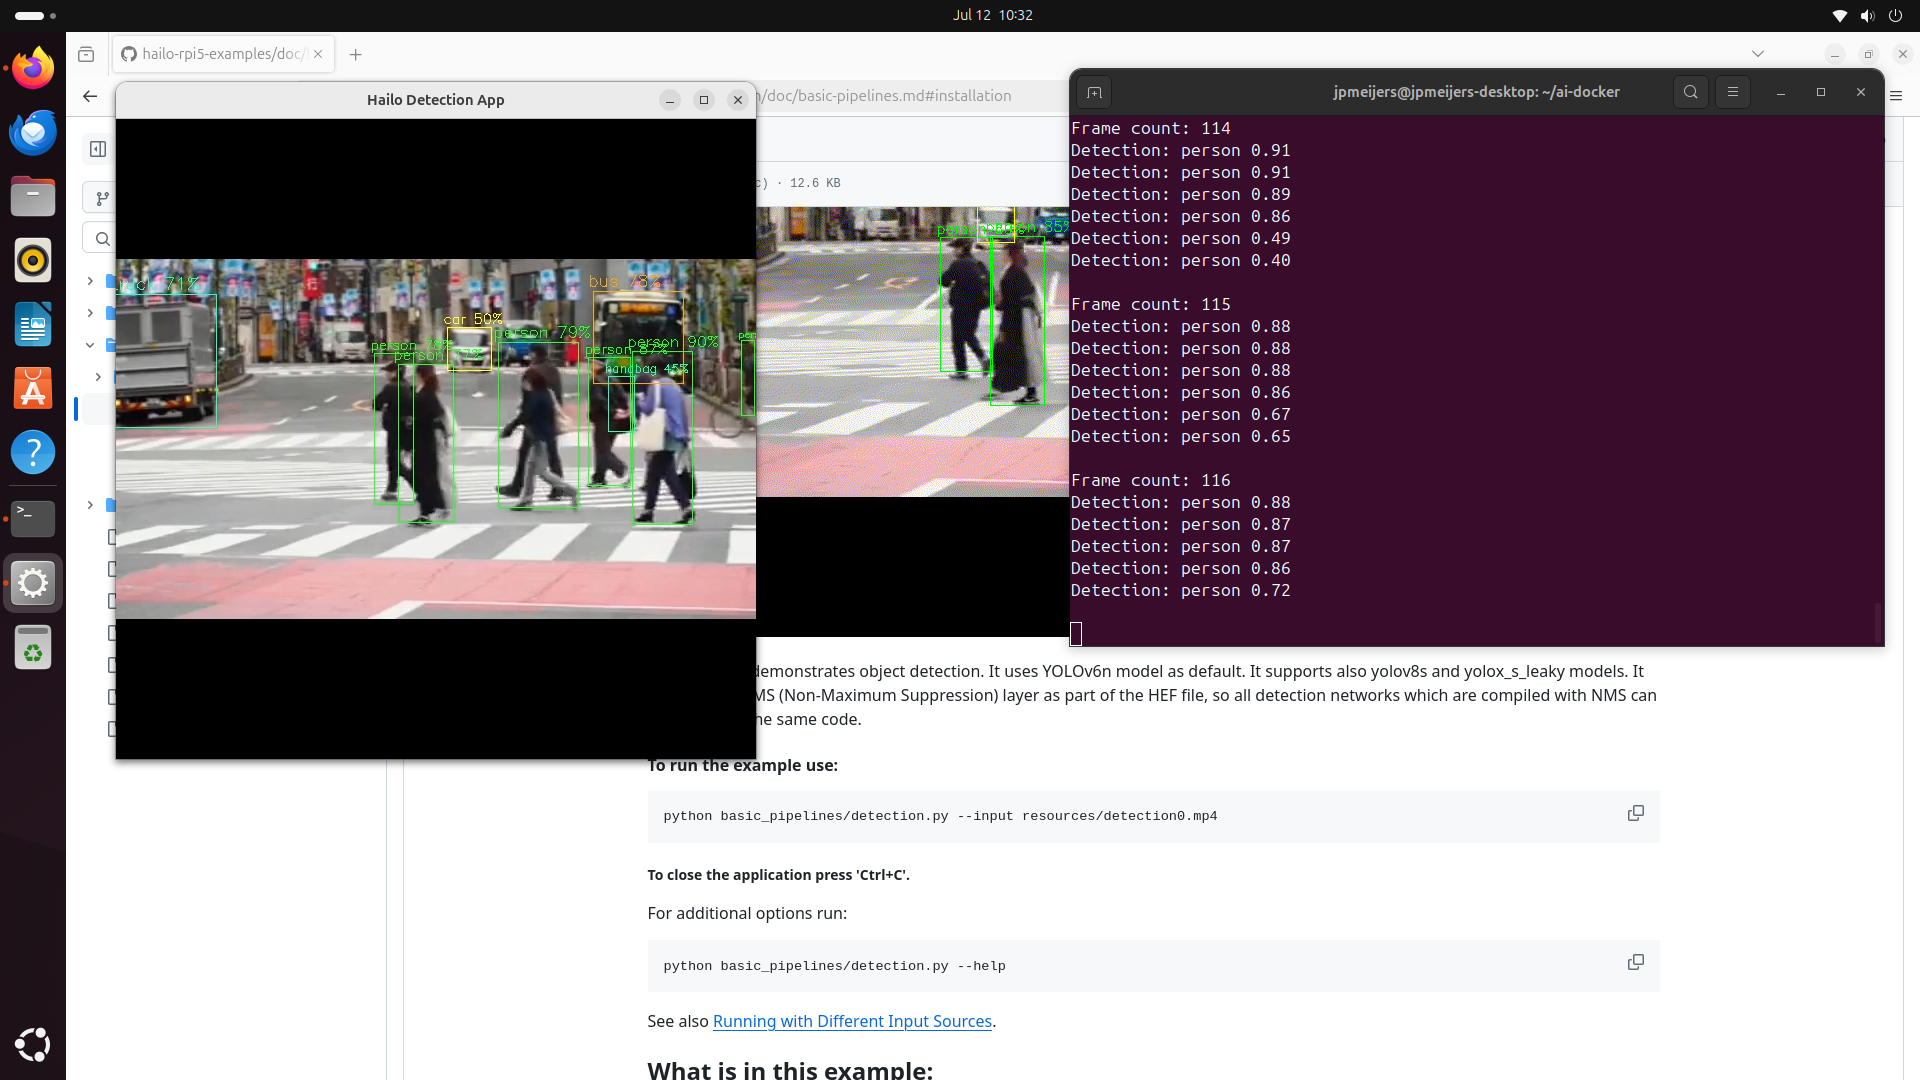 Jul 12 10:32
hailo-rpi5-examples/doc/
/doc/basic-pipelines.md#installation
Hailo Detection App
jpmeijers@jpmeijers-desktop: ~/ai-docker
· 12.6 KB
71%
bus 78%
car 50%
person 79%
person 90%
person 78%
person
person 87%
handbag 45%
85%
Frame count: 114
Detection: person 0.91
Detection: person 0.91
Detection: person 0.89
Detection: person 0.86
Detection: person 0.49
Detection: person 0.40
Frame count: 115
Detection: person 0.88
Detection: person 0.88
Detection: person 0.88
Detection: person 0.86
Detection: person 0.67
Detection: person 0.65
Frame count: 116
Detection: person 0.88
Detection: person 0.87
Detection: person 0.87
Detection: person 0.86
Detection: person 0.72
demonstrates object detection. It uses YOLOv6n model as default. It supports also yolov8s and yolox_s_leaky models. It
MS (Non-Maximum Suppression) layer as part of the HEF file, so all detection networks which are compiled with NMS can
he same code.
To run the example use:
python basic_pipelines/detection.py --input resources/detection0.mp4
To close the application press 'Ctrl+C'.
For additional options run:
python basic_pipelines/detection.py --help
See also Running with Different Input Sources.
What is in this example: